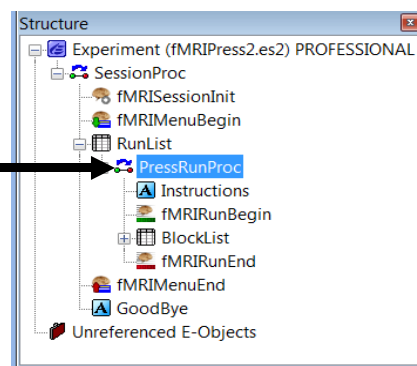 Structure
Experiment (fMRIPress2.es2) PROFESSIONAL
SessionProc
fMRISessionInit
fMRIMenuBegin
RunList
PressRunProc
A Instructions
fMRIRunBegin
BlockList
fMRIRunEnd
fMRIMenuEnd
A GoodBye
Unreferenced E-Objects